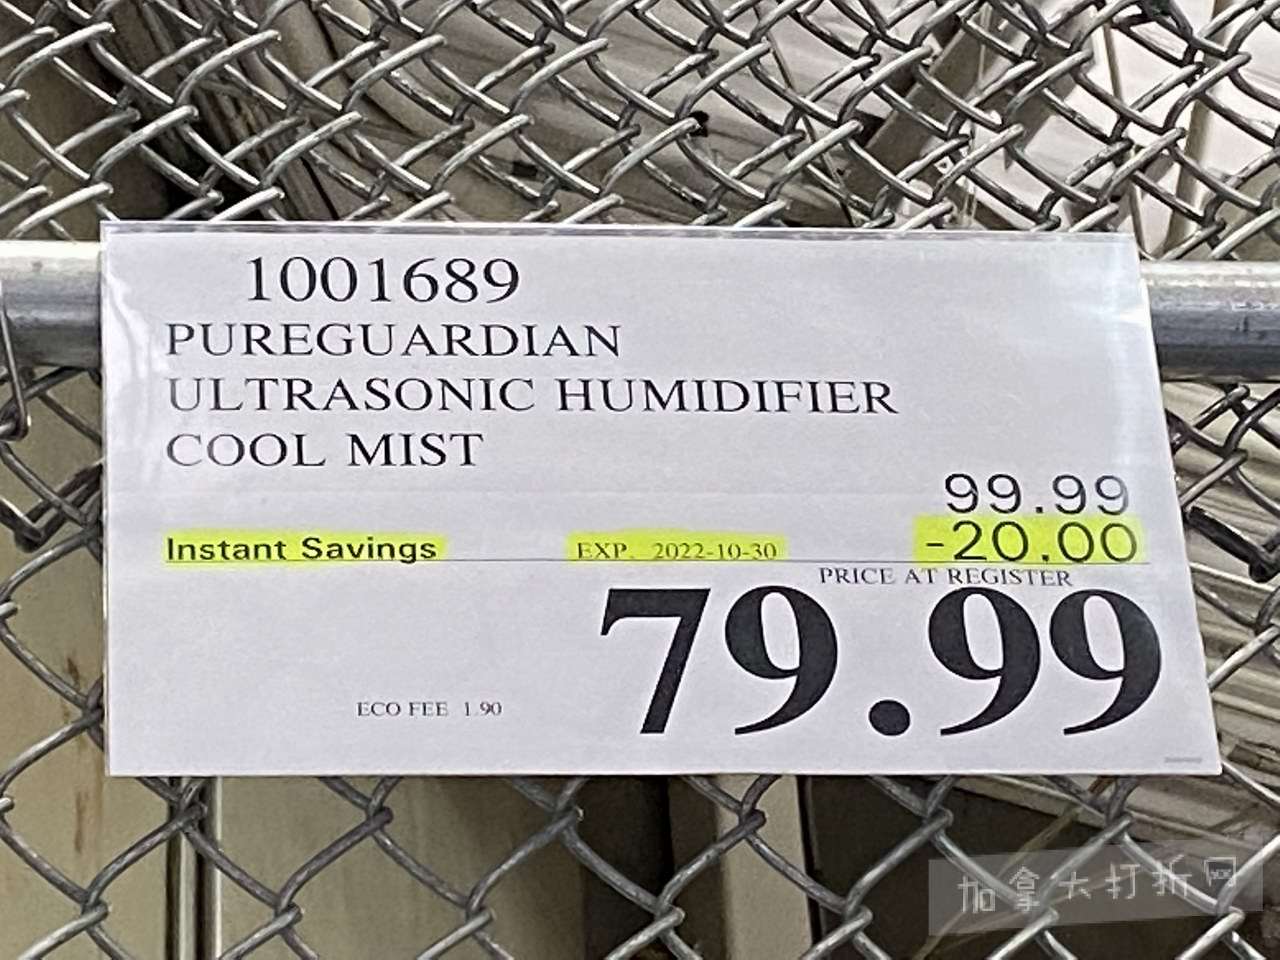 1001689
PUREGUARDIAN
ULTRASONIC HUMIDIFIER
COOL MIST
99.99
Instant Savings EXP. 2022-10-30 -20.00
PRICE AT REGISTER
79.99
ECO FEE 1.90
加拿大打折网